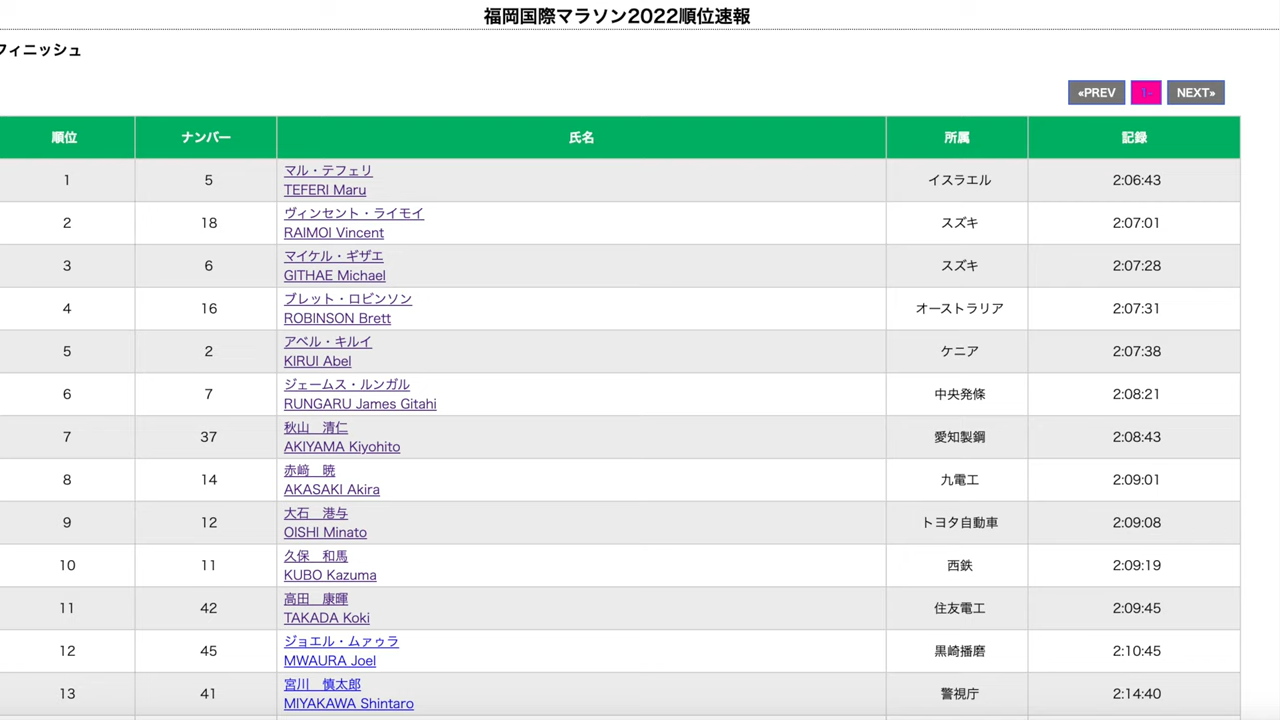 福岡国際マラソン2022順位速報
フィニッシュ
«PREV 1- NEXT»
順位 ナンバー 氏名 所属 記録
1 5 マル・テフェリ イスラエル 2:06:43
TEFERI Maru
2 18 ヴィンセント・ライモイ スズキ 2:07:01
RAIMOI Vincent
3 6 マイケル・ギザエ スズキ 2:07:28
GITHAE Michael
4 16 ブレット・ロビンソン オーストラリア 2:07:31
ROBINSON Brett
5 2 アベル・キルイ ケニア 2:07:38
KIRUI Abel
6 7 ジェームス・ルンガル 中央発條 2:08:21
RUNGARU James Gitahi
7 37 秋山　清仁 愛知製鋼 2:08:43
AKIYAMA Kiyohito
8 14 赤﨑　暁 九電工 2:09:01
AKASAKI Akira
9 12 大石　港与 トヨタ自動車 2:09:08
OISHI Minato
10 11 久保　和馬 西鉄 2:09:19
KUBO Kazuma
11 42 高田　康暉 住友電工 2:09:45
TAKADA Koki
12 45 ジョエル・ムァゥラ 黒崎播磨 2:10:45
MWAURA Joel
13 41 宮川　慎太郎 警視庁 2:14:40
MIYAKAWA Shintaro